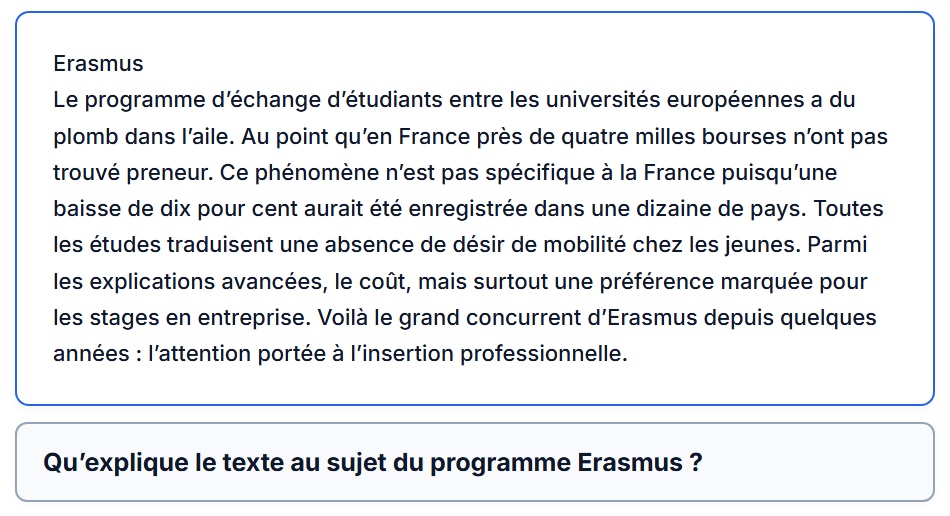 Erasmus
Le programme d’échange d’étudiants entre les universités européennes a du
plomb dans l’aile. Au point qu’en France près de quatre milles bourses n’ont pas
trouvé preneur. Ce phénomène n’est pas spécifique à la France puisqu’une
baisse de dix pour cent aurait été enregistrée dans une dizaine de pays. Toutes
les études traduisent une absence de désir de mobilité chez les jeunes. Parmi
les explications avancées, le coût, mais surtout une préférence marquée pour
les stages en entreprise. Voilà le grand concurrent d’Erasmus depuis quelques
années : l’attention portée à l’insertion professionnelle.
Qu’explique le texte au sujet du programme Erasmus ?